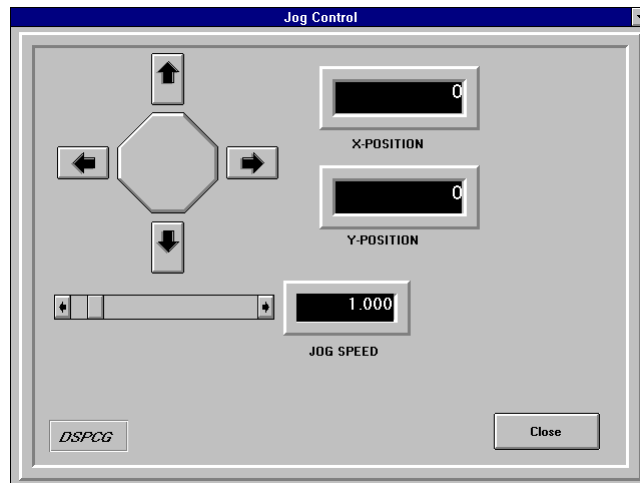 Jog Control
0
X-POSITION
0
Y-POSITION
1.000
JOG SPEED
DSPCG
Close